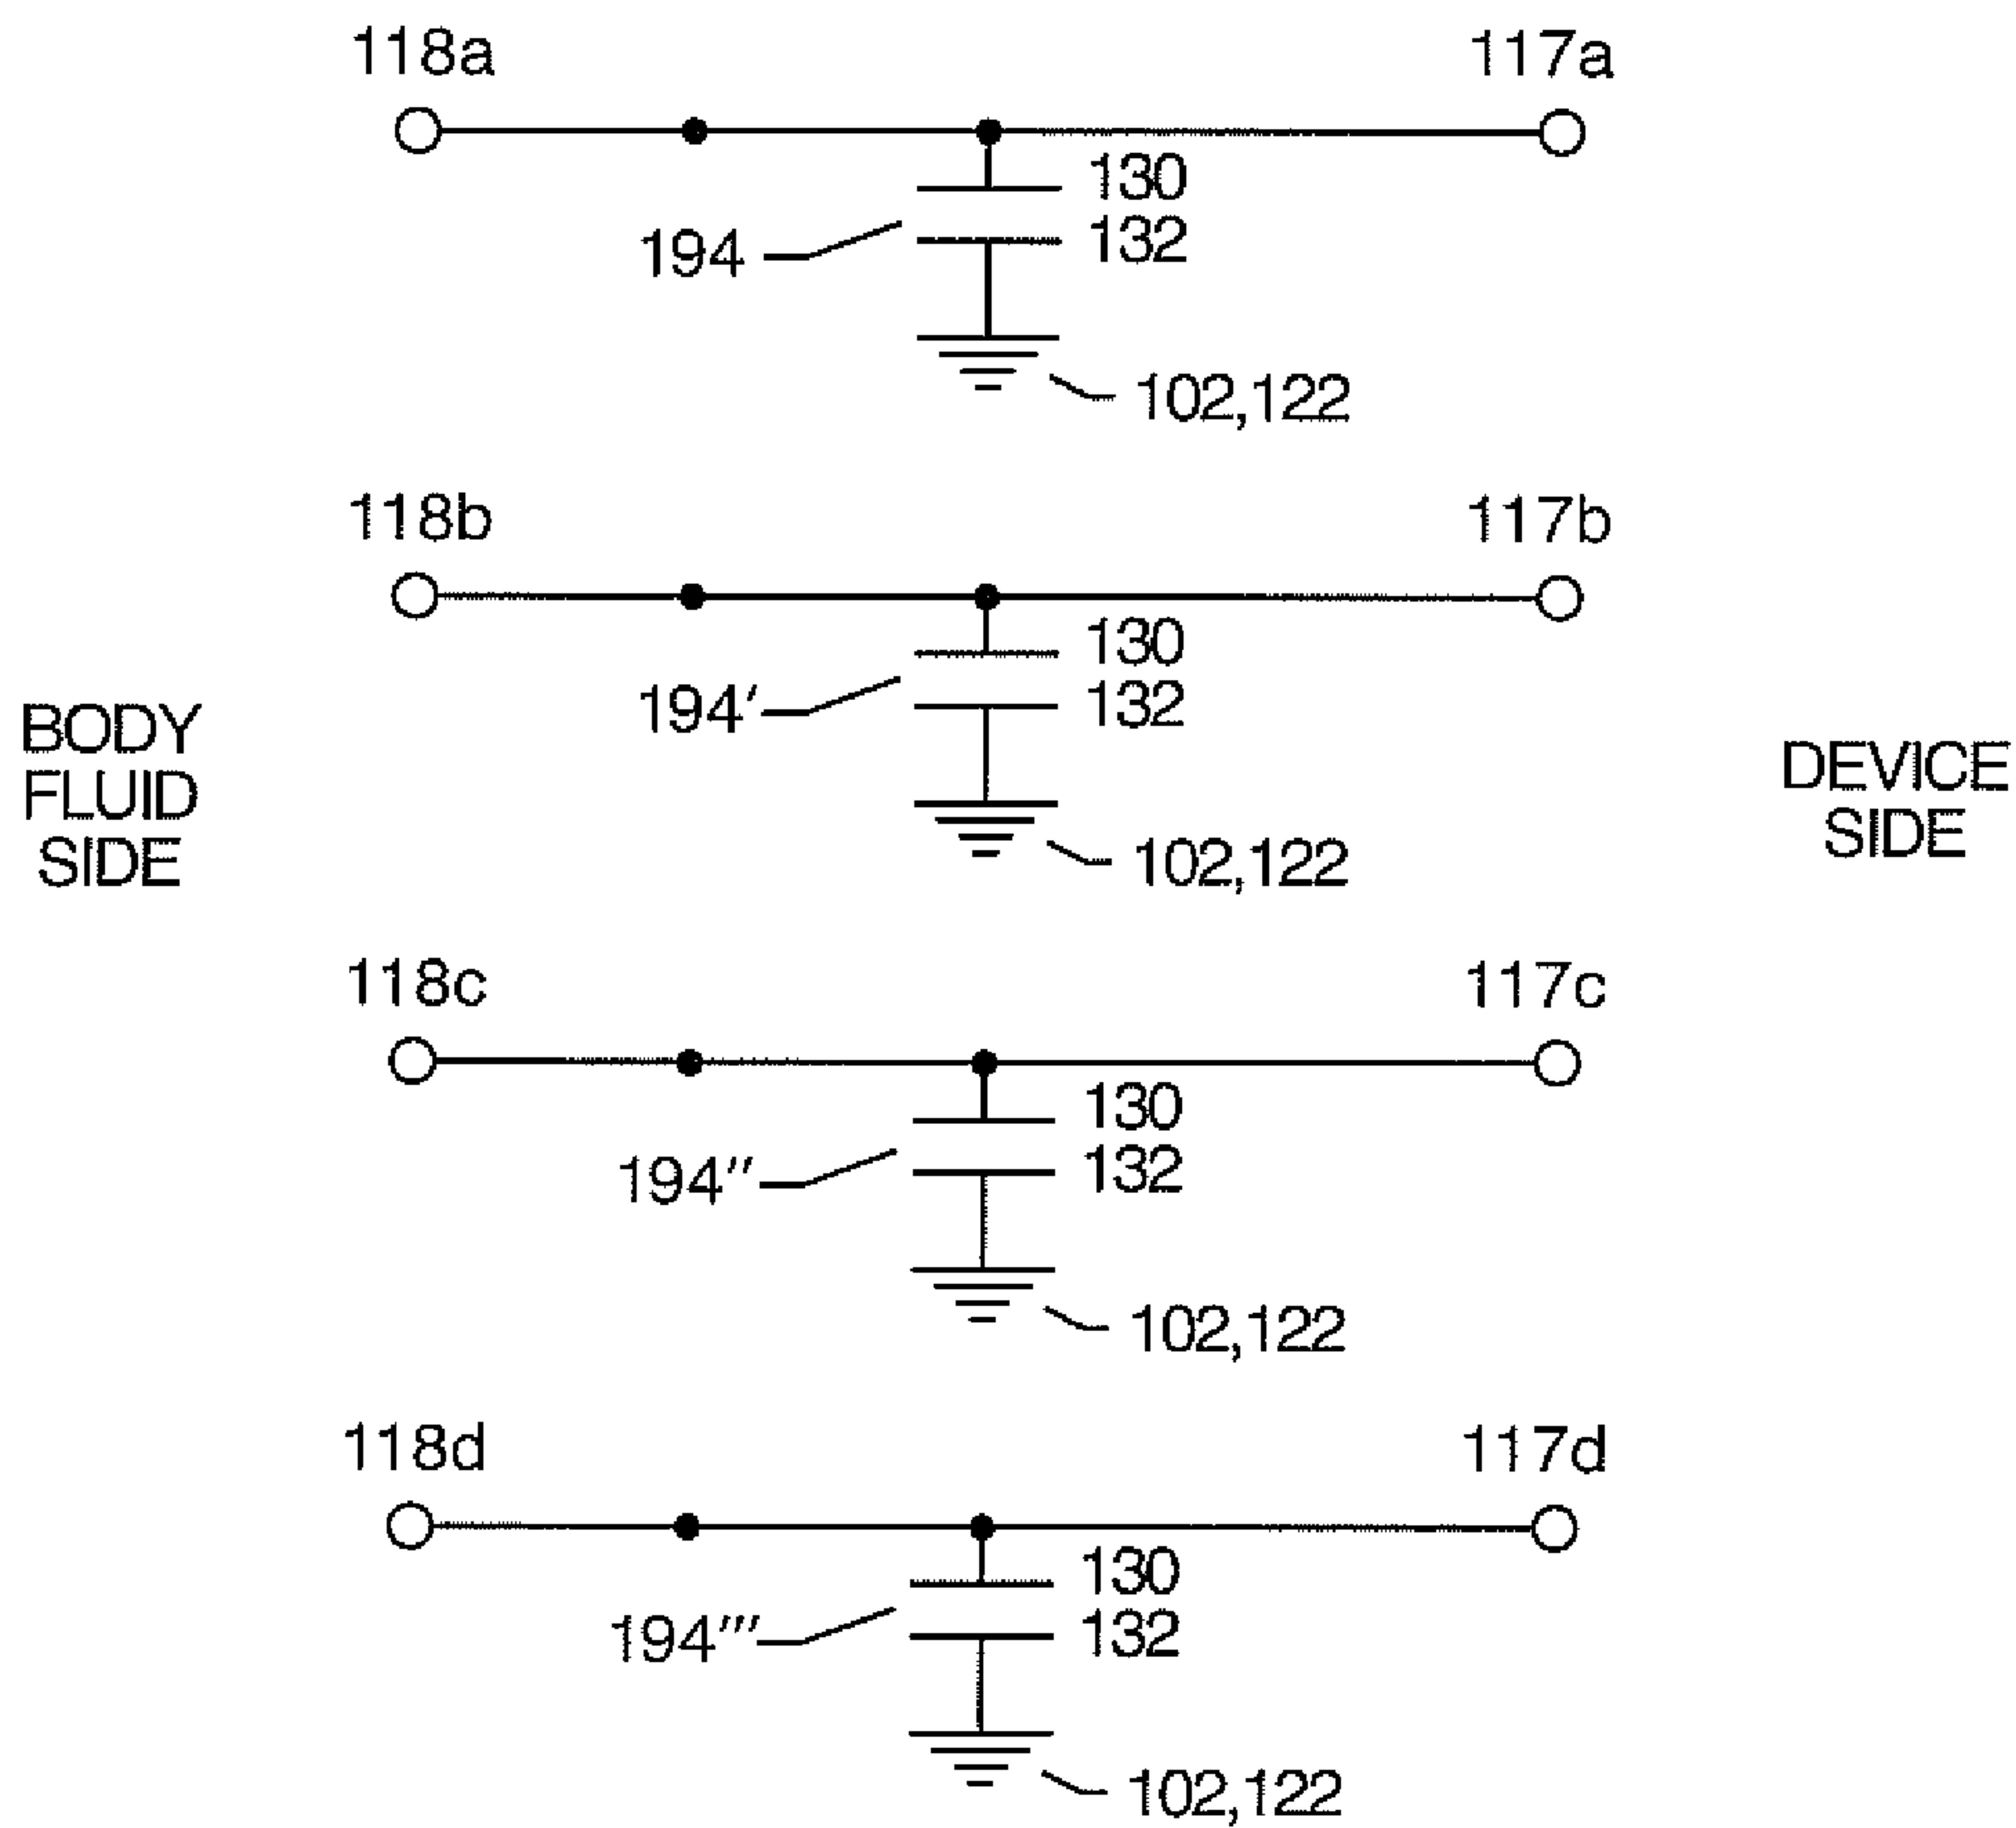 118a
117a
130
194
132
102,122
118b
117b
130
194′
132
BODY
FLUID
SIDE
DEVICE
SIDE
102,122
118c
117c
130
194″
132
102,122
118d
117d
130
194‴
132
102,122